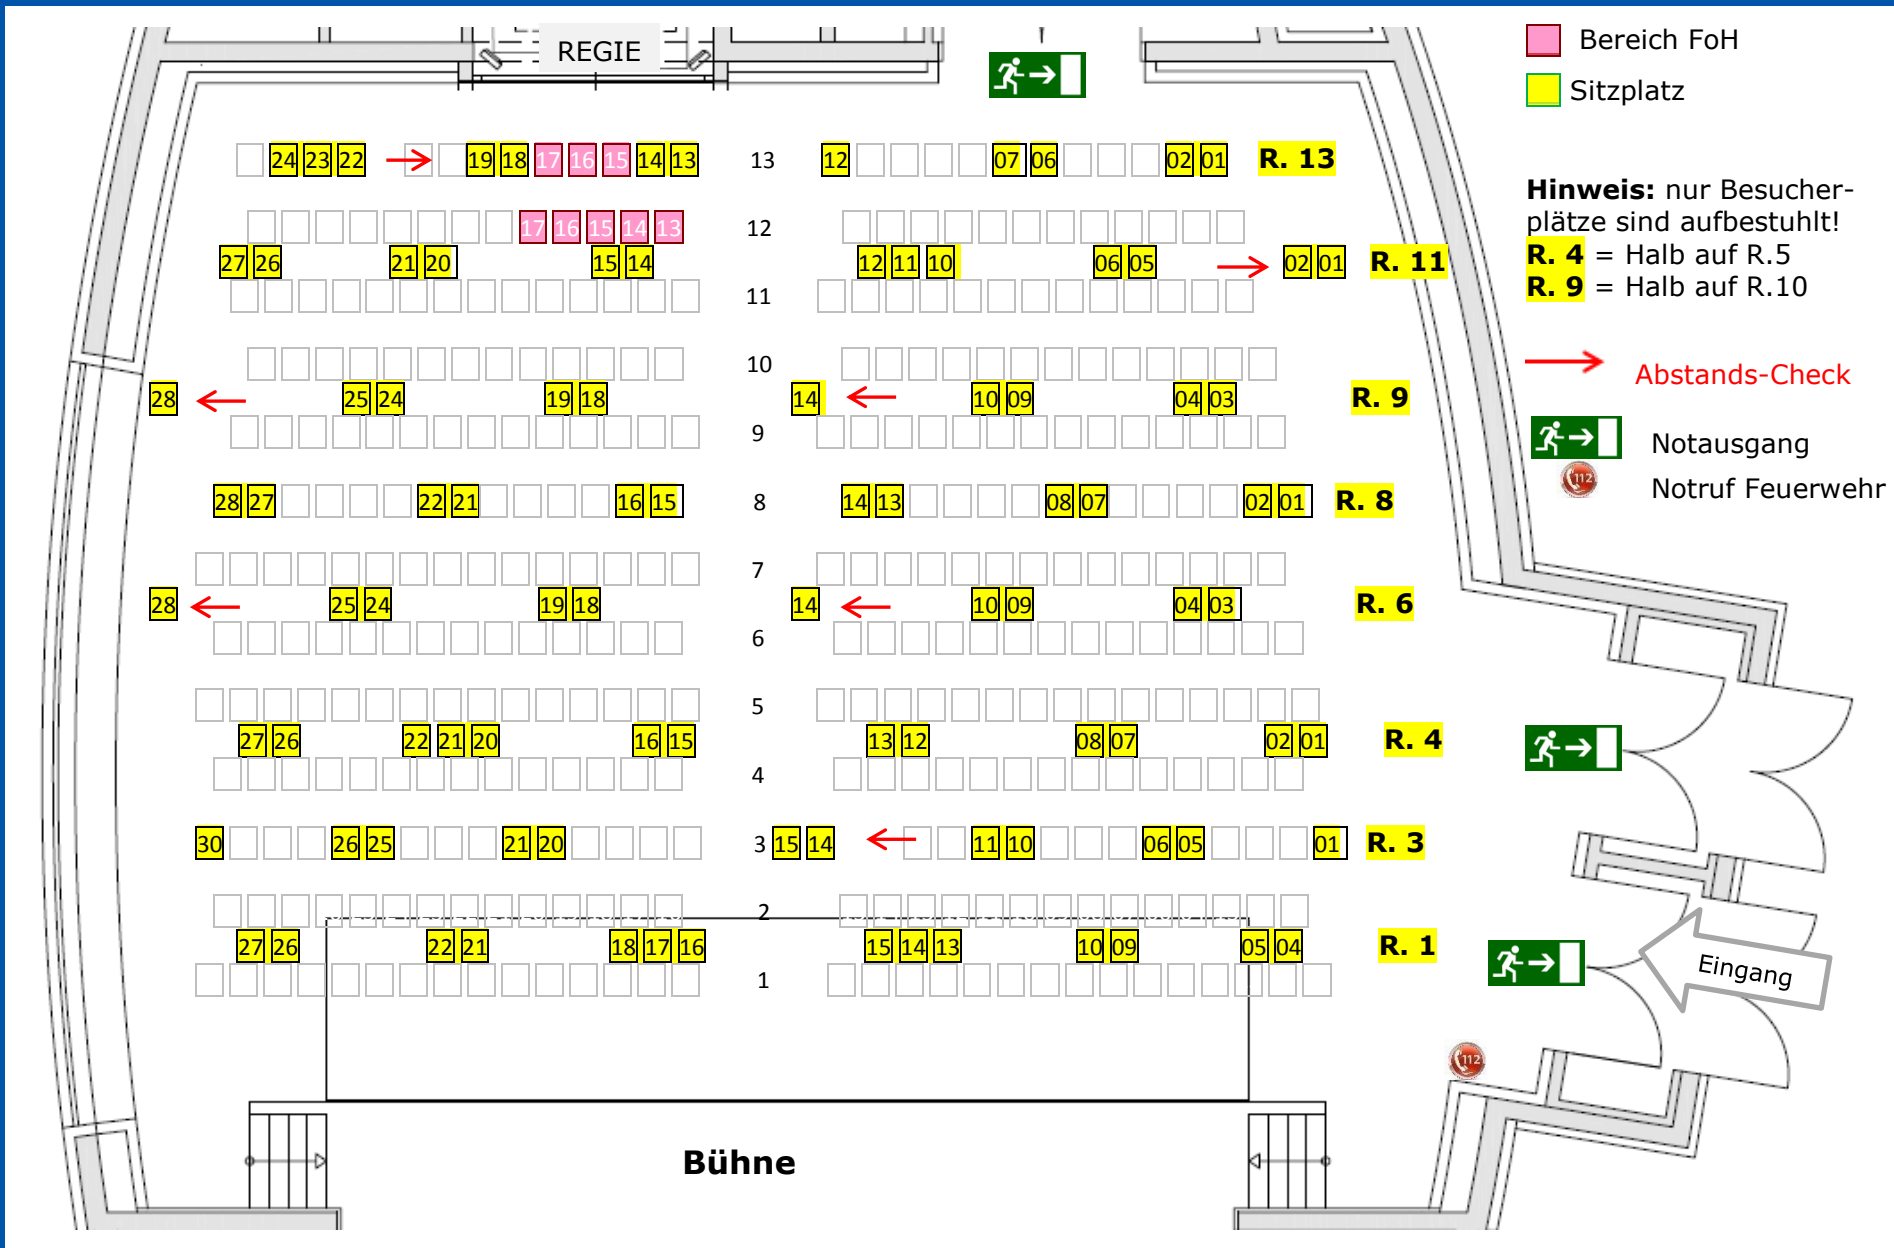 REGIE
Bereich FoH
Sitzplatz
24 23 22 19 18 17 16 15 14 13 13 12 07 06 02 01 R. 13
Hinweis: nur Besucher-
plätze sind aufbestuhlt!
R. 4 = Halb auf R.5
R. 9 = Halb auf R.10
17 16 15 14 13 12
27 26 21 20 15 14 12 11 10 06 05 02 01 R. 11
11
10
Abstands-Check
28 25 24 19 18 14 10 09 04 03 R. 9
9
Notausgang
112
Notruf Feuerwehr
28 27 22 21 16 15 8 14 13 08 07 02 01 R. 8
7
28 25 24 19 18 14 10 09 04 03 R. 6
6
5
27 26 22 21 20 16 15 13 12 08 07 02 01 R. 4
4
30 26 25 21 20 3 15 14 11 10 06 05 01 R. 3
2
27 26 22 21 18 17 16 15 14 13 10 09 05 04 R. 1
1
Eingang
112
Bühne